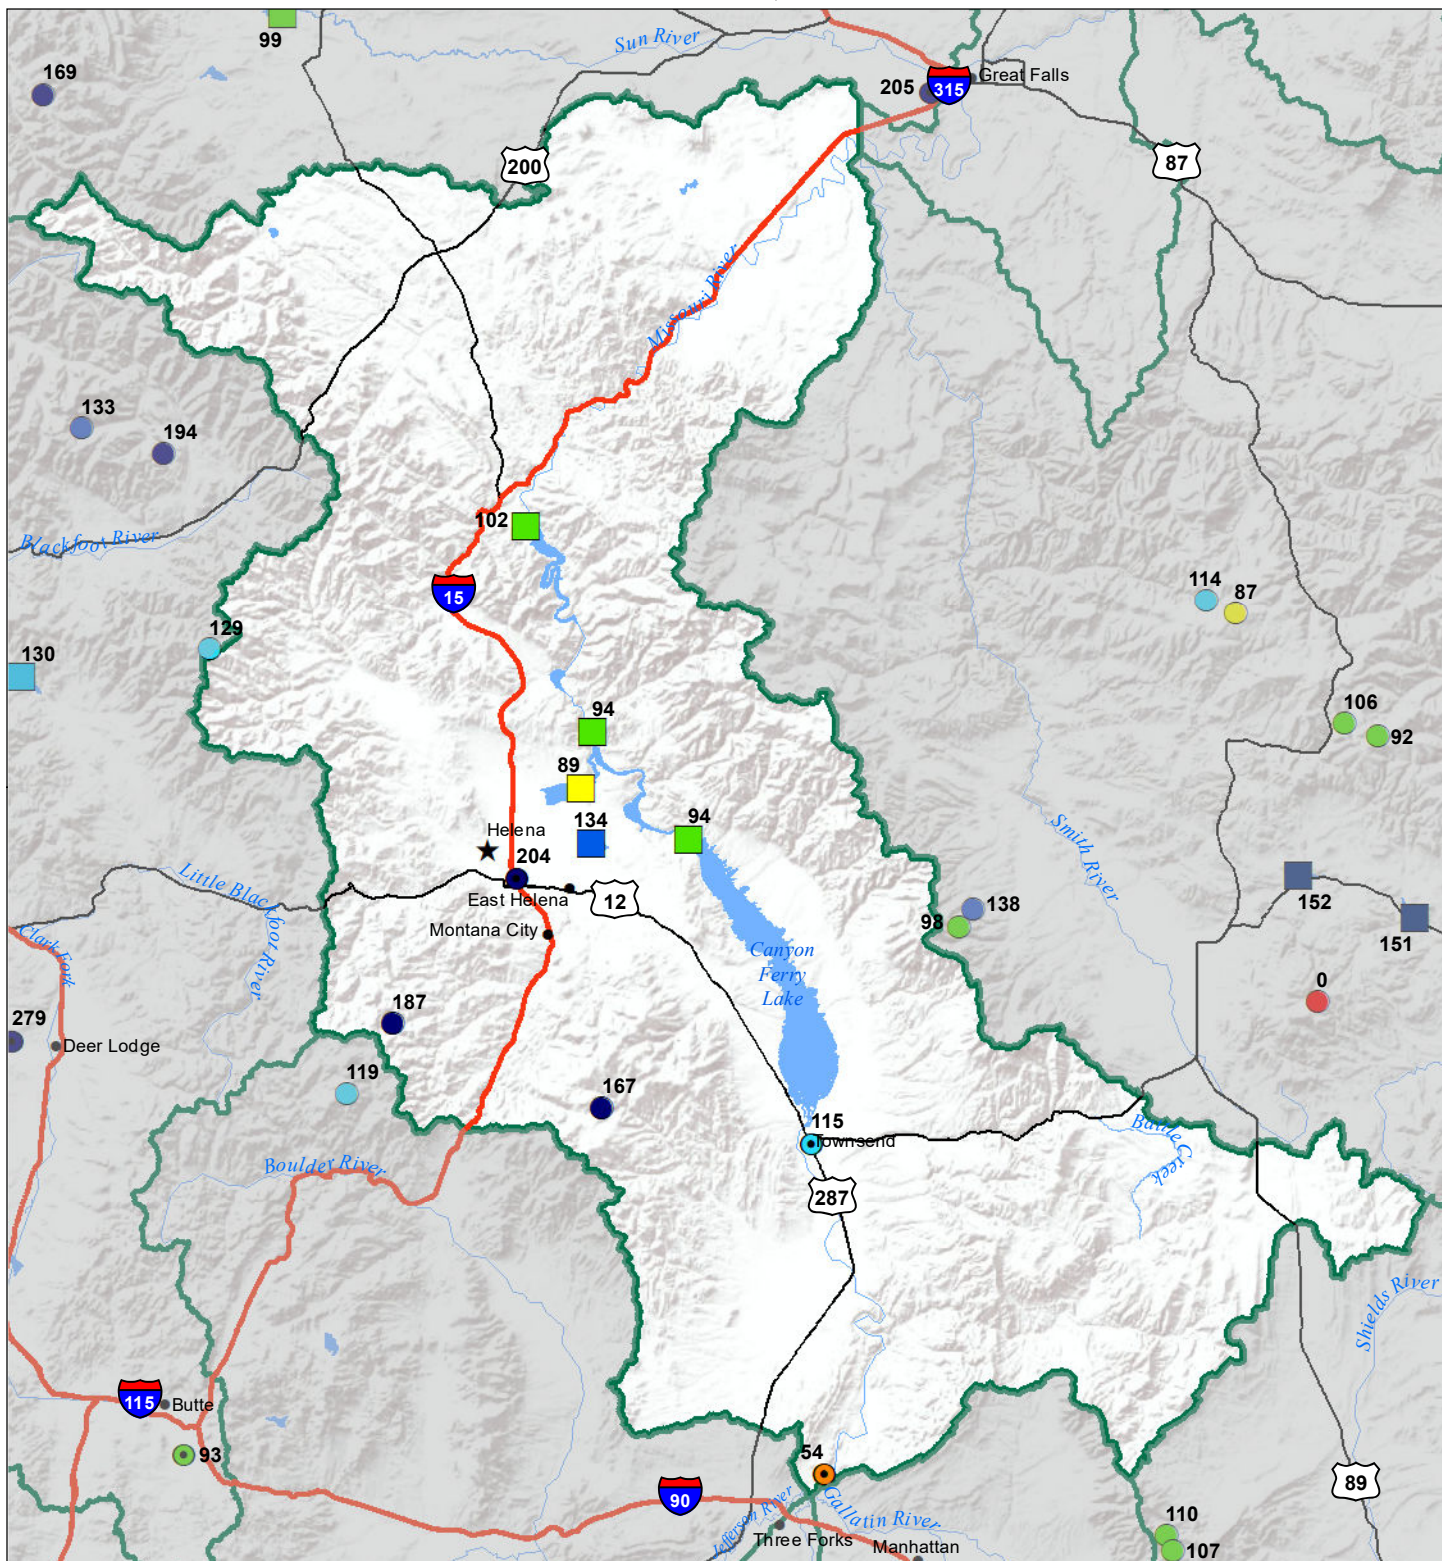 99
Sun River
169
205
315
Great Falls
200
87
Missouri River
133
194
102
Blackfoot River
15
114
87
129
130
94
106
92
89
134
94
Helena
204
Smith River
Little Blackfoot River
East Helena
12
152
Clark Fork
Montana City
98
138
151
Canyon
Ferry
Lake
0
187
279
Deer Lodge
119
167
115
Townsend
Battle Creek
Boulder River
287
Shields River
115
Butte
93
54
90
89
Jefferson River
Gallatin River
110
Three Forks
107
Manhattan